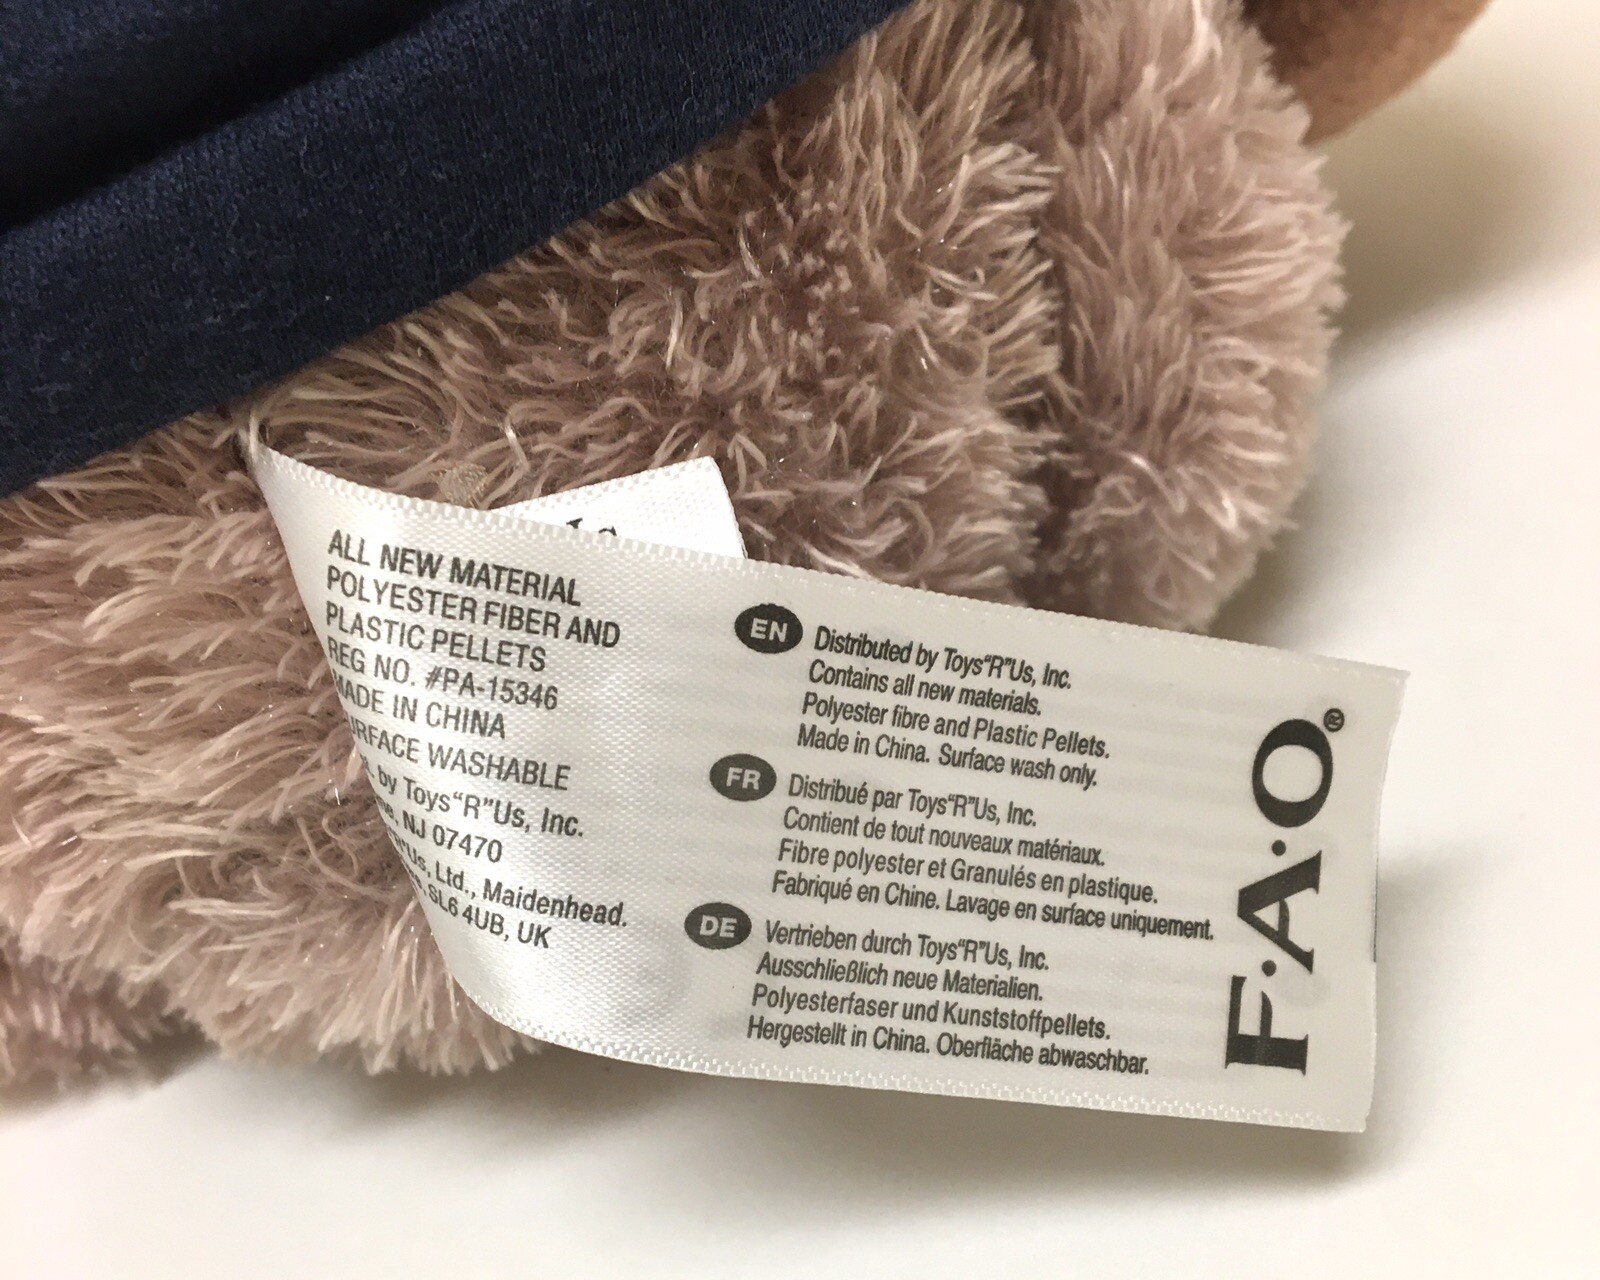 ALL NEW MATERIAL
POLYESTER FIBER AND
PLASTIC PELLETS
REG NO. #PA-15346
MADE IN CHINA
SURFACE WASHABLE
by Toys“R”Us, Inc.
NJ 07470
Ltd., Maidenhead.
SL6 4UB, UK
EN
Distributed by Toys“R”Us, Inc.
Contains all new materials.
Polyester fibre and Plastic Pellets.
Made in China. Surface wash only.
FR
Distribué par Toys“R”Us, Inc.
Contient de tout nouveaux matériaux.
Fibre polyester et Granulés en plastique.
Fabriqué en Chine. Lavage en surface uniquement.
DE
Vertrieben durch Toys“R”Us, Inc.
Ausschließlich neue Materialien.
Polyesterfaser und Kunststoffpellets.
Hergestellt in China. Oberfläche abwaschbar.
F·A·O®